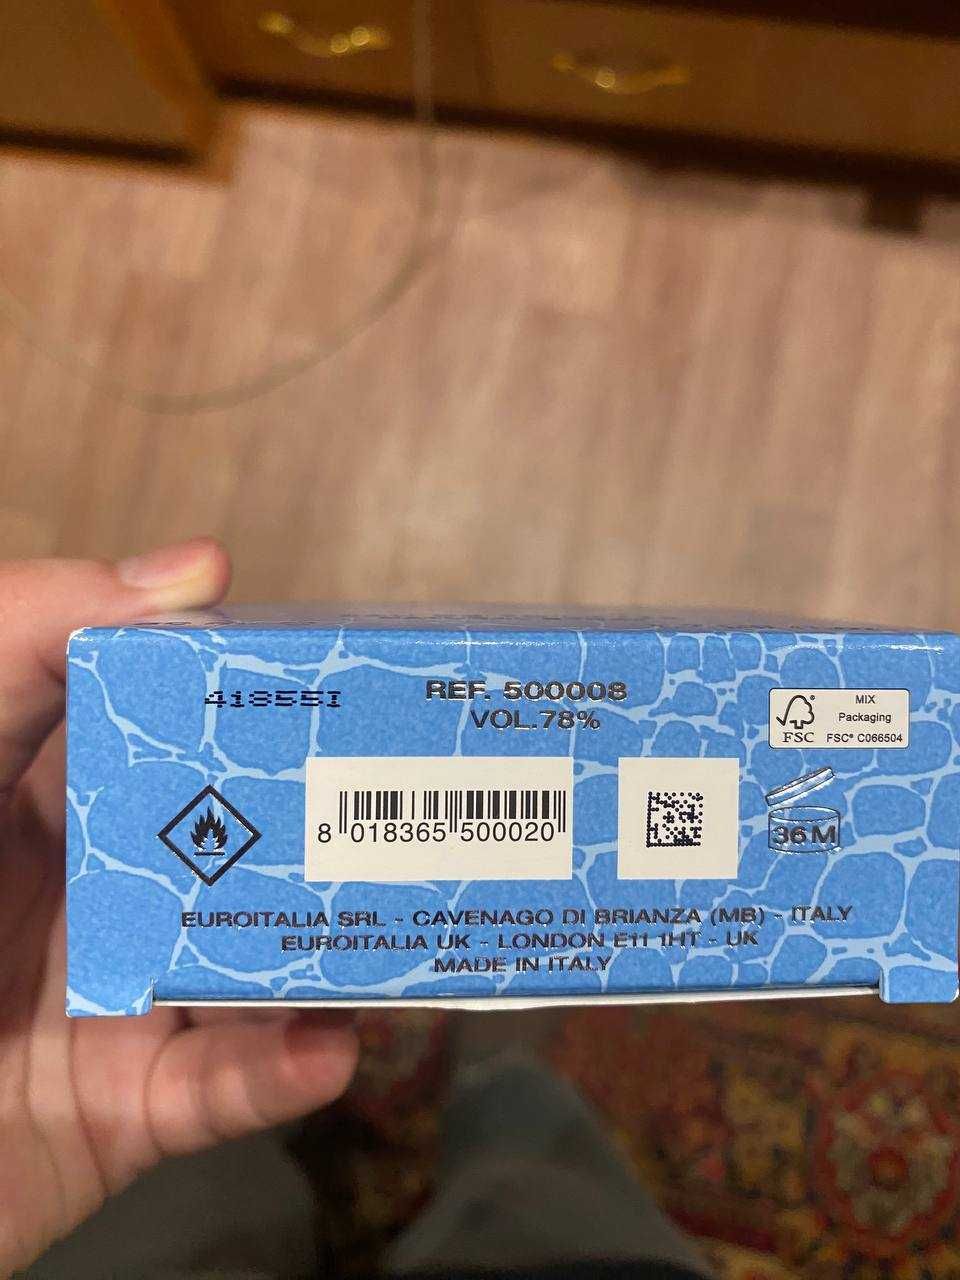 41855I
REF. 500008
VOL.78%
FSC
MIX
Packaging
FSC® C066504
8 018365 500020
36 M
EUROITALIA SRL - CAVENAGO DI BRIANZA (MB) - ITALY
EUROITALIA UK - LONDON E11 1HT - UK
MADE IN ITALY